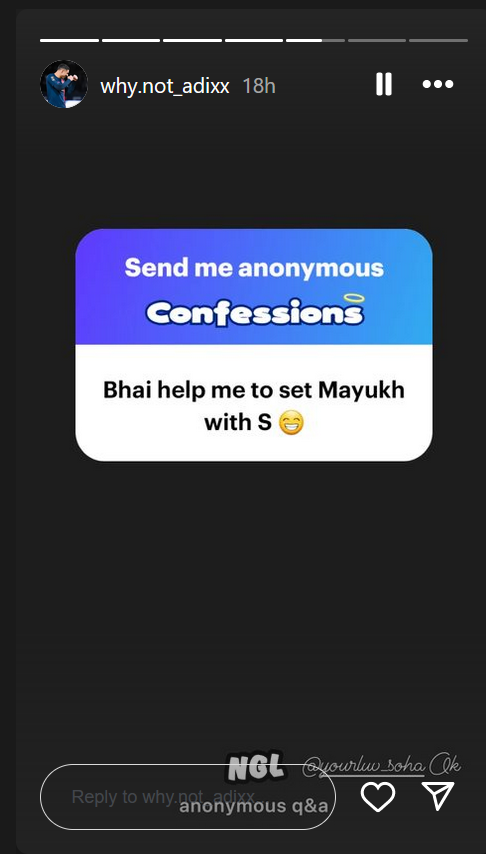 why.not_adixx 18h
Send me anonymous
Confessions
Bhai help me to set Mayukh
with S 😁
NGL @yourluv_soha Ok
Reply to why.not_adixx...
anonymous q&a